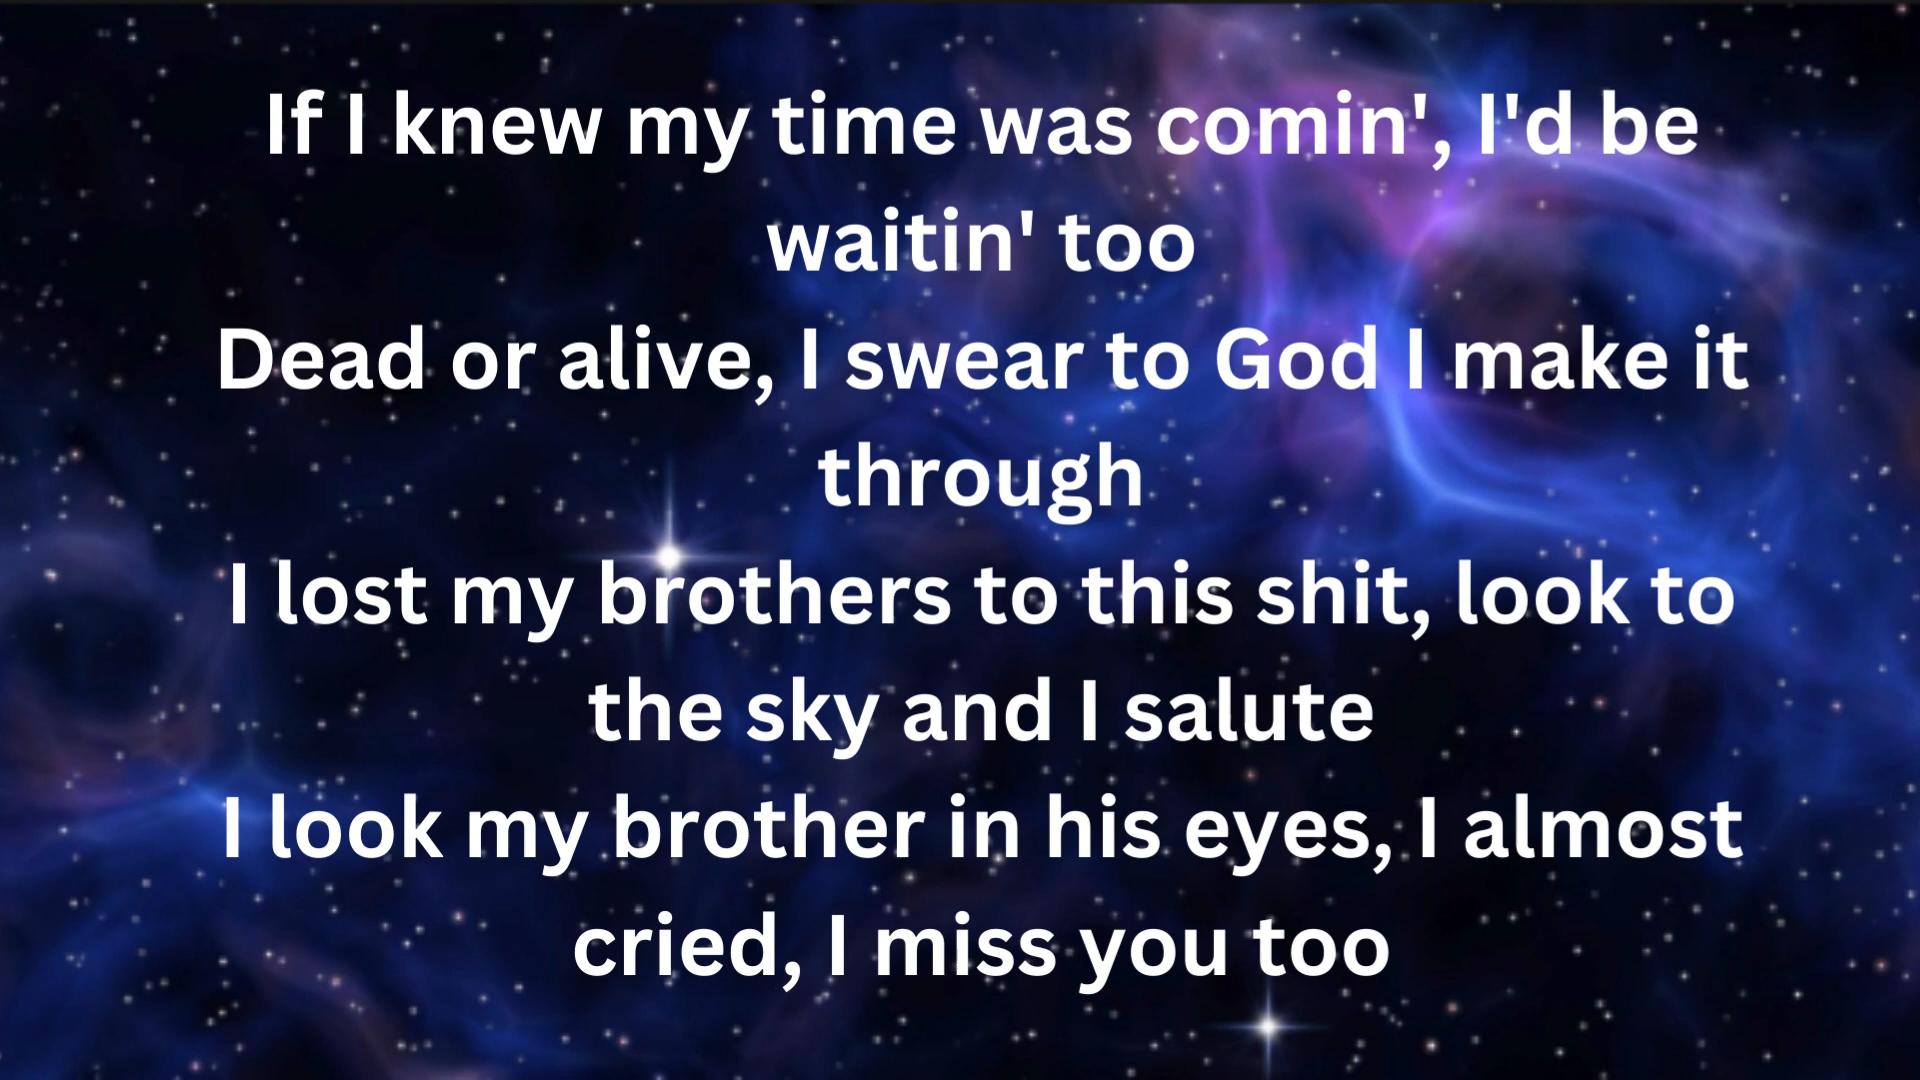 If I knew my time was comin', I'd be
waitin' too
Dead or alive, I swear to God I make it
through
I lost my brothers to this shit, look to
the sky and I salute
I look my brother in his eyes, I almost
cried, I miss you too